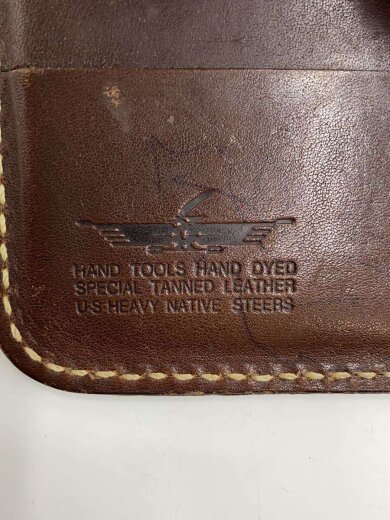 HAND TOOLS HAND DYED
SPECIAL TANNED LEATHER
U·S·HEAVY NATIVE STEERS